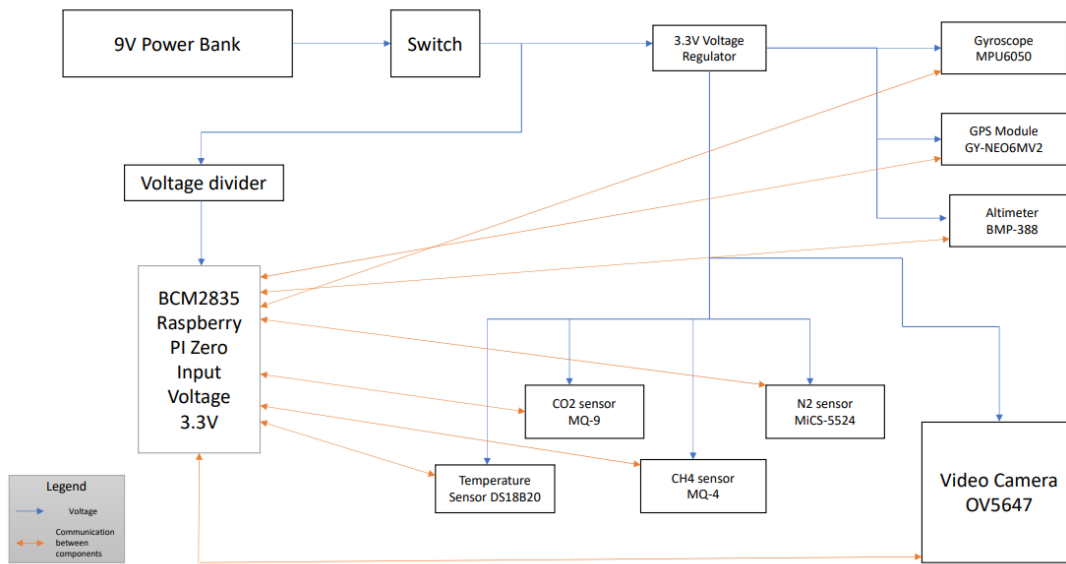 9V Power Bank
Switch
3.3V Voltage
Regulator
Gyroscope
MPU6050
GPS Module
GY-NEO6MV2
Voltage divider
Altimeter
BMP-388
BCM2835
Raspberry
PI Zero
Input
Voltage
3.3V
CO2 sensor
MQ-9
N2 sensor
MiCS-5524
Temperature
Sensor DS18B20
CH4 sensor
MQ-4
Video Camera
OV5647
Legend
Voltage
Communication
between
components